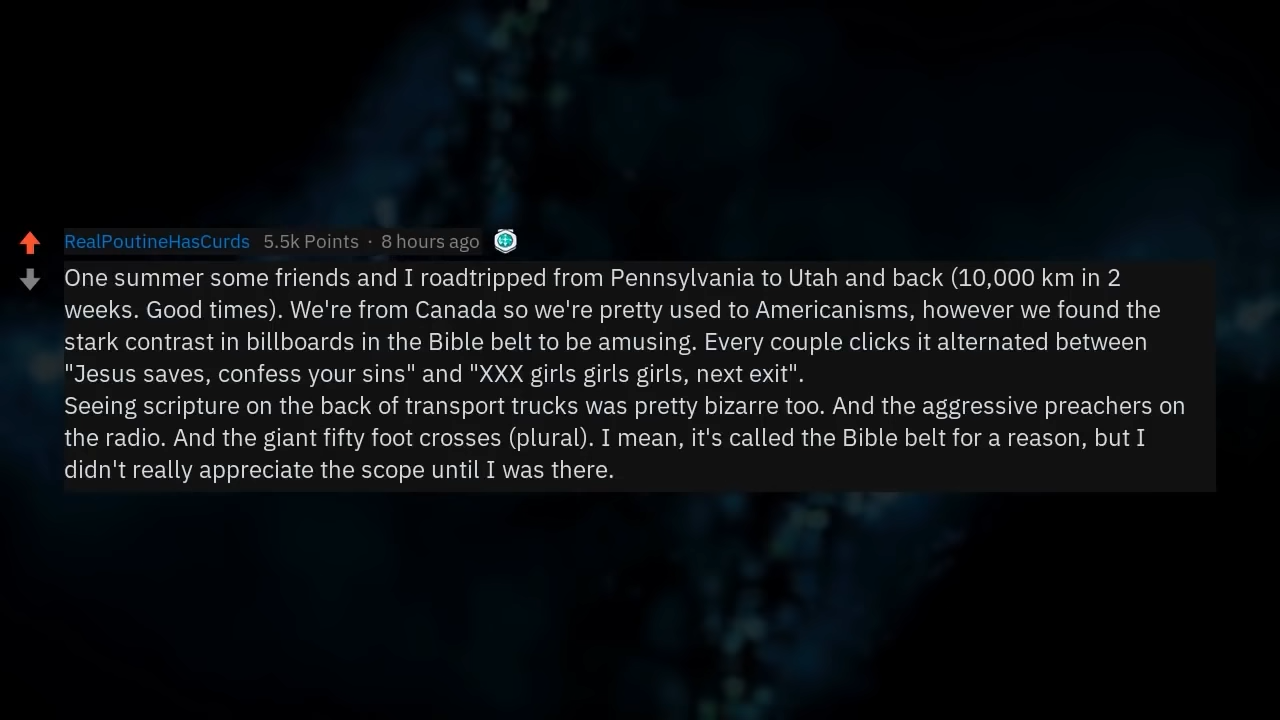 RealPoutineHasCurds 5.5k Points · 8 hours ago
One summer some friends and I roadtripped from Pennsylvania to Utah and back (10,000 km in 2
weeks. Good times). We're from Canada so we're pretty used to Americanisms, however we found the
stark contrast in billboards in the Bible belt to be amusing. Every couple clicks it alternated between
"Jesus saves, confess your sins" and "XXX girls girls girls, next exit".
Seeing scripture on the back of transport trucks was pretty bizarre too. And the aggressive preachers on
the radio. And the giant fifty foot crosses (plural). I mean, it's called the Bible belt for a reason, but I
didn't really appreciate the scope until I was there.